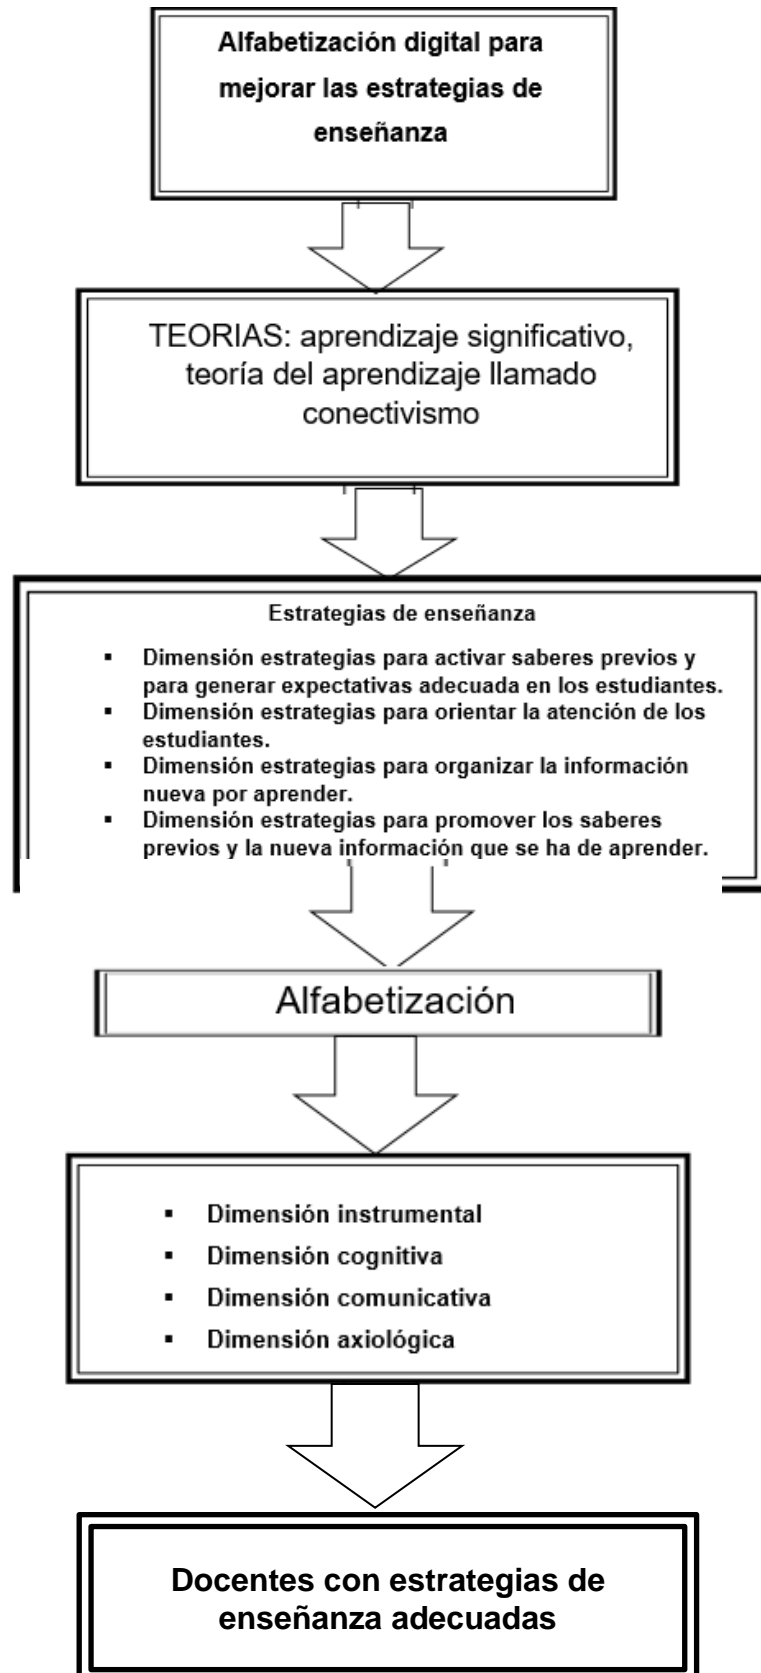 Alfabetización digital para
mejorar las estrategias de
enseñanza
TEORIAS: aprendizaje significativo,
teoría del aprendizaje llamado
conectivismo
Estrategias de enseñanza
▪ Dimensión estrategias para activar saberes previos y
para generar expectativas adecuada en los estudiantes.
▪ Dimensión estrategias para orientar la atención de los
estudiantes.
▪ Dimensión estrategias para organizar la información
nueva por aprender.
▪ Dimensión estrategias para promover los saberes
previos y la nueva información que se ha de aprender.
Alfabetización
▪ Dimensión instrumental
▪ Dimensión cognitiva
▪ Dimensión comunicativa
▪ Dimensión axiológica
Docentes con estrategias de
enseñanza adecuadas